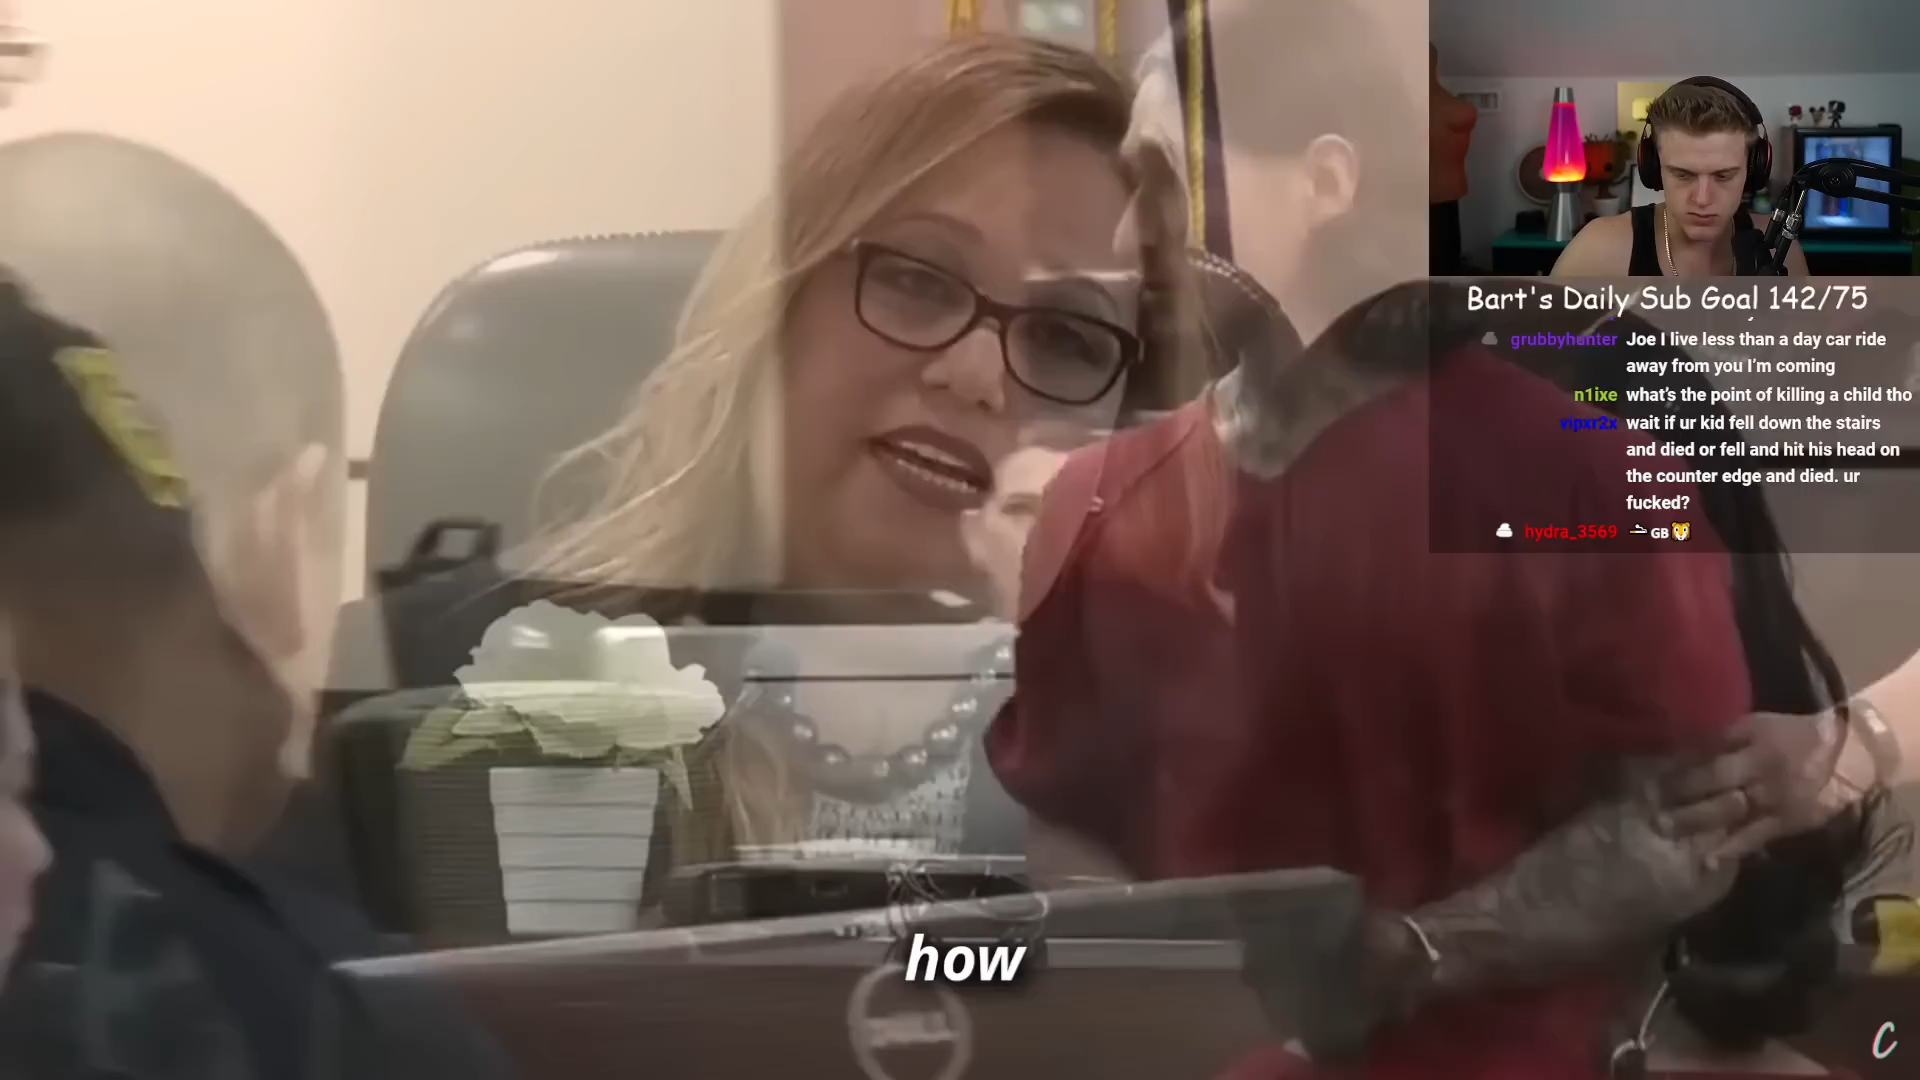 Bart's Daily Sub Goal 142/75
grubbyhunter Joe I live less than a day car ride
away from you I'm coming
n1ixe what's the point of killing a child tho
vipxr2x wait if ur kid fell down the stairs
and died or fell and hit his head on
the counter edge and died. ur
fucked?
hydra_3569 GB
how
C